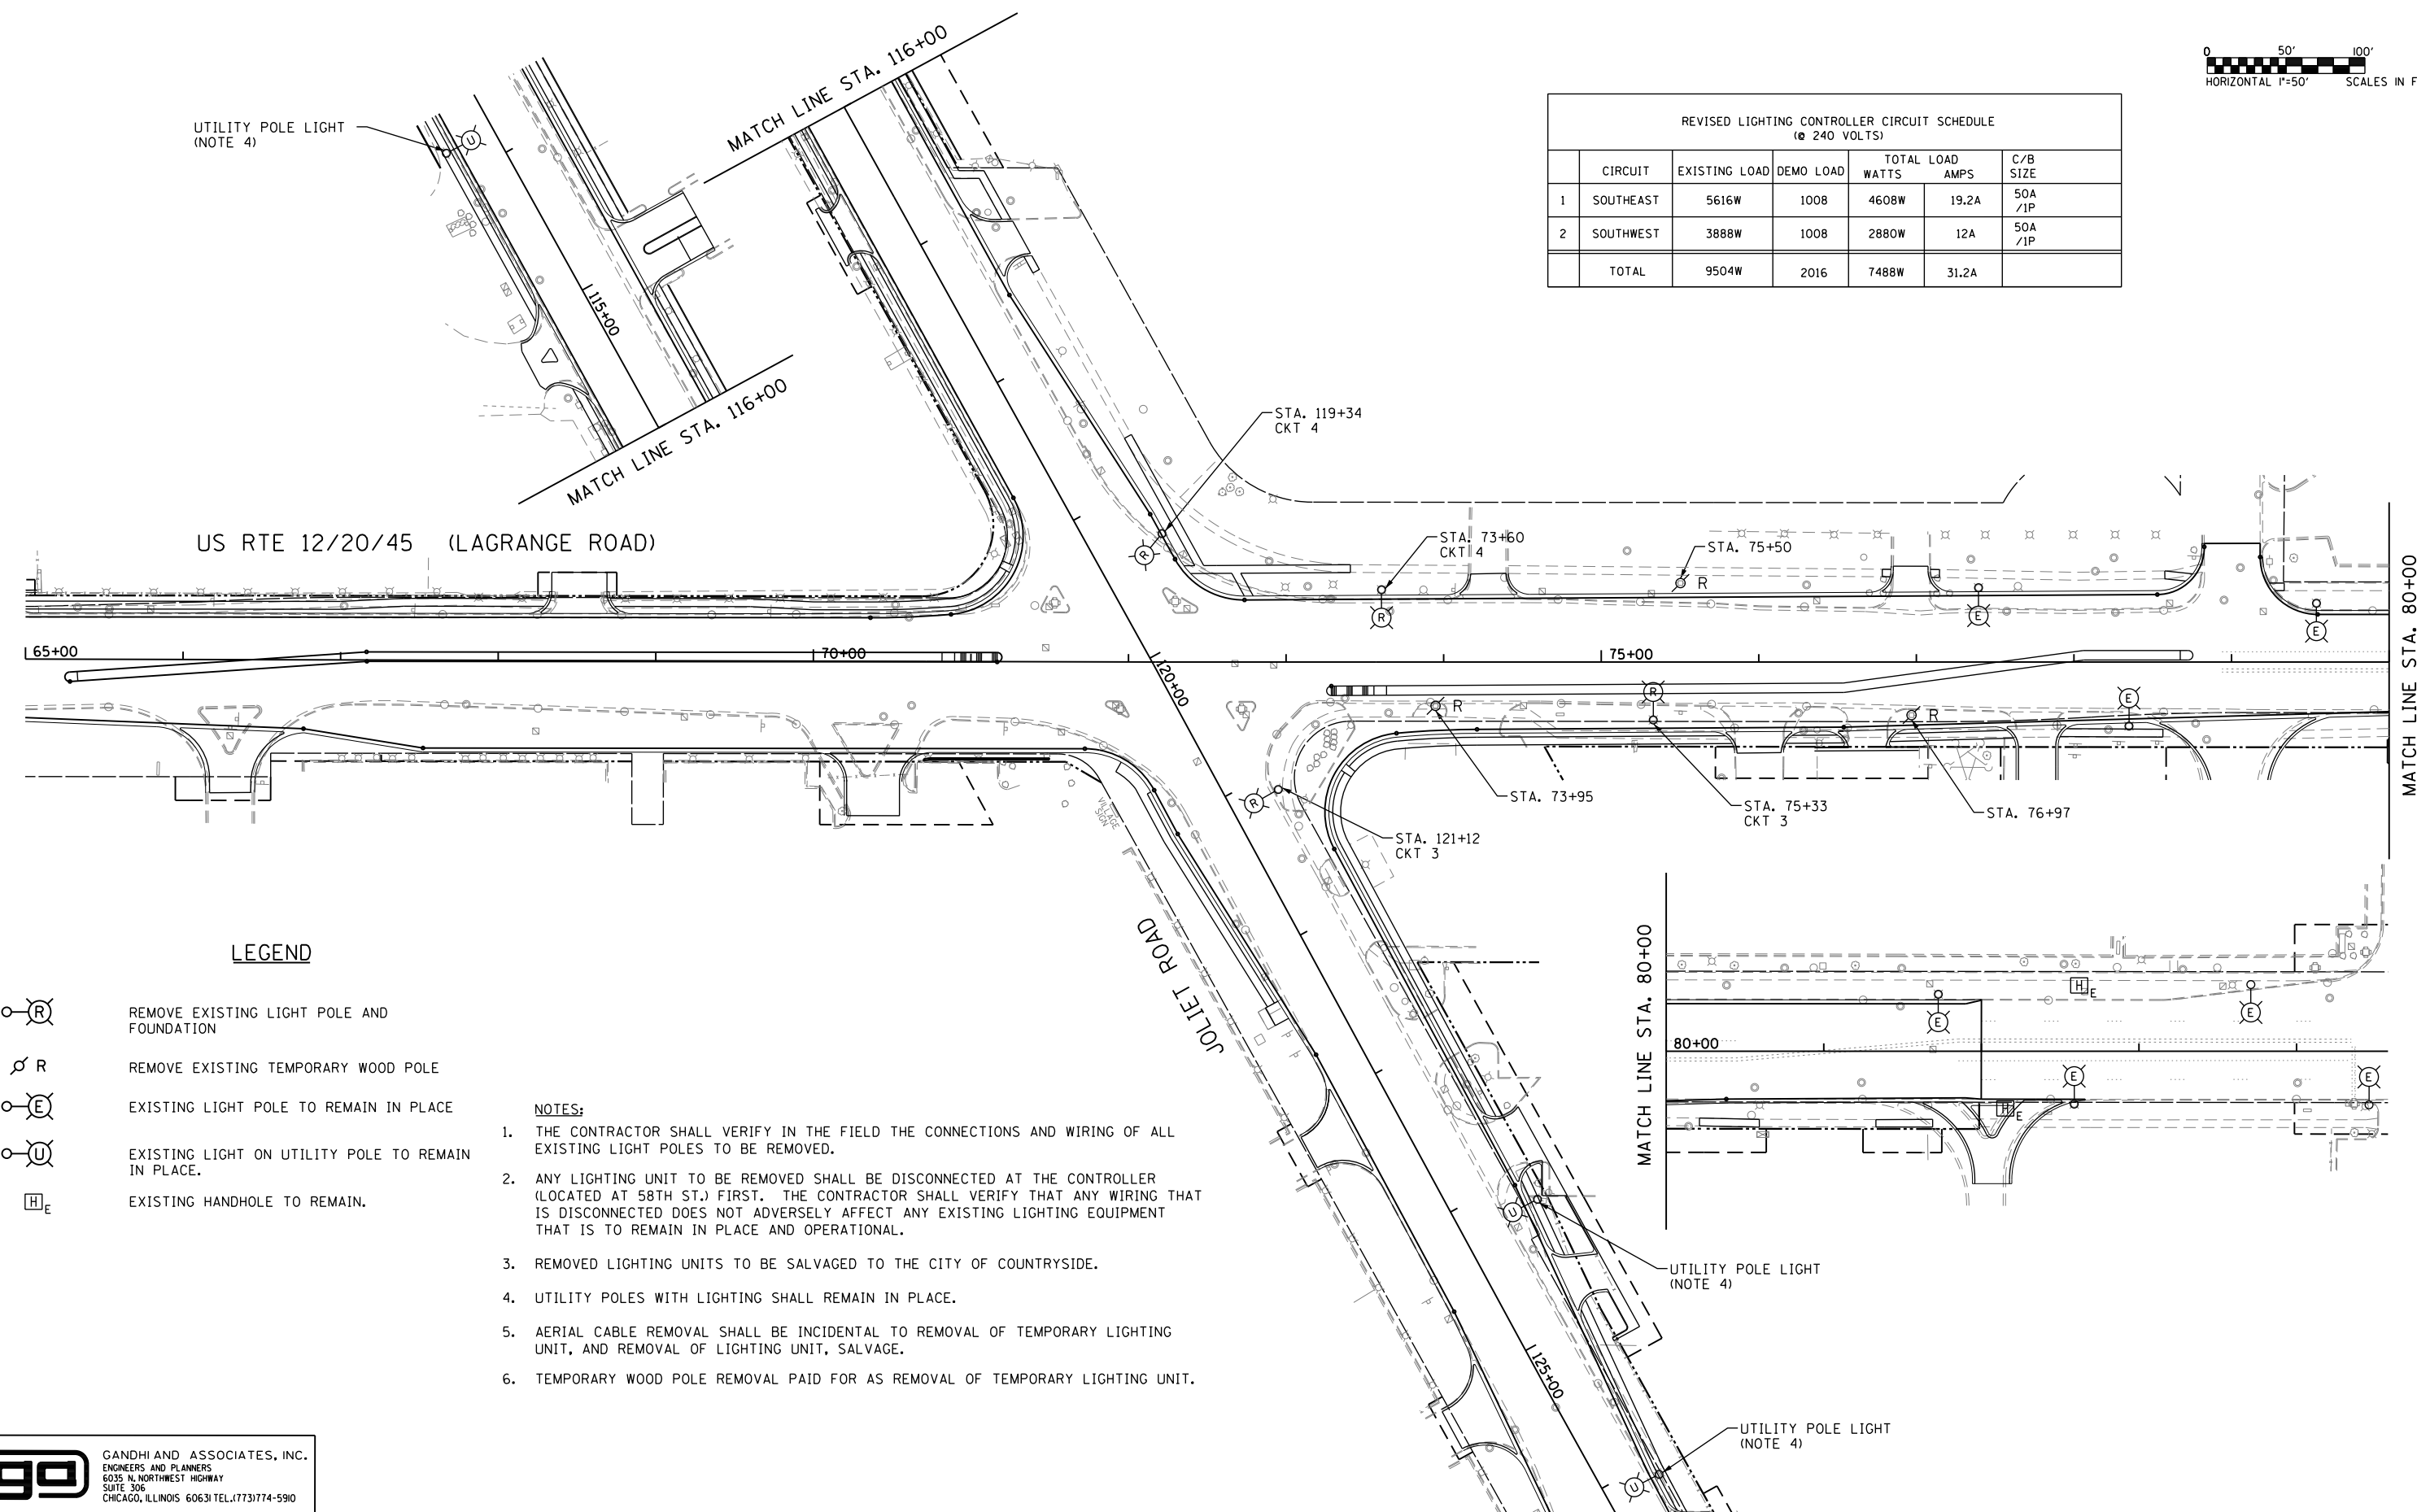 0 50' 100'
HORIZONTAL 1"=50' SCALES IN F
REVISED LIGHTING CONTROLLER CIRCUIT SCHEDULE
(@ 240 VOLTS)
CIRCUIT EXISTING LOAD DEMO LOAD TOTAL LOAD WATTS AMPS C/B SIZE
1 SOUTHEAST 5616W 1008 4608W 19.2A 50A /1P
2 SOUTHWEST 3888W 1008 2880W 12A 50A /1P
TOTAL 9504W 2016 7488W 31.2A
UTILITY POLE LIGHT
(NOTE 4)
U
MATCH LINE STA. 116+00
115+00
MATCH LINE STA. 116+00
STA. 119+34
CKT 4
R
US RTE 12/20/45 (LAGRANGE ROAD)
STA. 73+60
CKT 4
R
STA. 75+50
R
E
E
MATCH LINE STA. 80+00
65+00
70+00
75+00
120+00
R
R
R
E
STA. 73+95
STA. 75+33
CKT 3
STA. 76+97
R
STA. 121+12
CKT 3
VILLAGE
SIGN
JOLIET ROAD
MATCH LINE STA. 80+00
80+00
H E
E
E
E
E
H E
LEGEND
R REMOVE EXISTING LIGHT POLE AND
FOUNDATION
R REMOVE EXISTING TEMPORARY WOOD POLE
E EXISTING LIGHT POLE TO REMAIN IN PLACE
U EXISTING LIGHT ON UTILITY POLE TO REMAIN
IN PLACE.
H E EXISTING HANDHOLE TO REMAIN.
NOTES:
1. THE CONTRACTOR SHALL VERIFY IN THE FIELD THE CONNECTIONS AND WIRING OF ALL
EXISTING LIGHT POLES TO BE REMOVED.
2. ANY LIGHTING UNIT TO BE REMOVED SHALL BE DISCONNECTED AT THE CONTROLLER
(LOCATED AT 58TH ST.) FIRST. THE CONTRACTOR SHALL VERIFY THAT ANY WIRING THAT
IS DISCONNECTED DOES NOT ADVERSELY AFFECT ANY EXISTING LIGHTING EQUIPMENT
THAT IS TO REMAIN IN PLACE AND OPERATIONAL.
3. REMOVED LIGHTING UNITS TO BE SALVAGED TO THE CITY OF COUNTRYSIDE.
4. UTILITY POLES WITH LIGHTING SHALL REMAIN IN PLACE.
5. AERIAL CABLE REMOVAL SHALL BE INCIDENTAL TO REMOVAL OF TEMPORARY LIGHTING
UNIT, AND REMOVAL OF LIGHTING UNIT, SALVAGE.
6. TEMPORARY WOOD POLE REMOVAL PAID FOR AS REMOVAL OF TEMPORARY LIGHTING UNIT.
U
UTILITY POLE LIGHT
(NOTE 4)
125+00
U
UTILITY POLE LIGHT
(NOTE 4)
GANDHI AND ASSOCIATES, INC.
ENGINEERS AND PLANNERS
6035 N. NORTHWEST HIGHWAY
SUITE 306
CHICAGO, ILLINOIS 60631 TEL.(773)774-5910